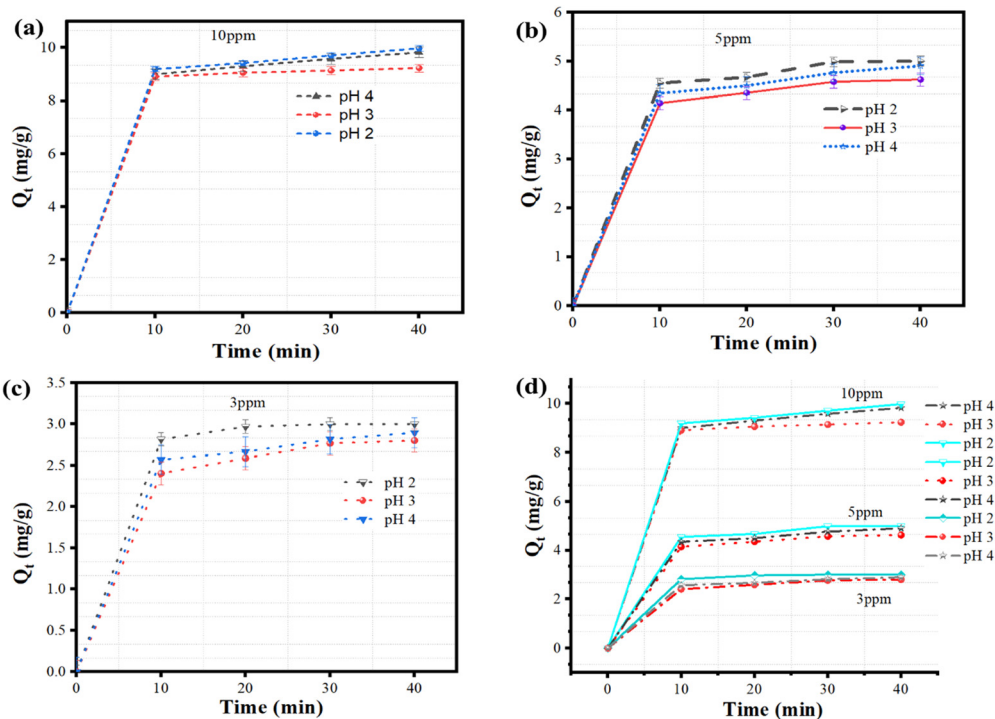 (a)
10ppm
Q_t (mg/g)
10
8
6
4
2
0
0 10 20 30 40
Time (min)
pH 4
pH 3
pH 2
(b)
5ppm
Q_t (mg/g)
6
5
4
3
2
1
0
0 10 20 30 40
Time (min)
pH 2
pH 3
pH 4
(c)
3ppm
Q_t (mg/g)
3.5
3.0
2.5
2.0
1.5
1.0
0.5
0.0
0 10 20 30 40
Time (min)
pH 2
pH 3
pH 4
(d)
10ppm
5ppm
3ppm
Q_t (mg/g)
10
8
6
4
2
0
0 10 20 30 40
Time (min)
pH 4
pH 3
pH 2
pH 2
pH 3
pH 4
pH 2
pH 3
pH 4